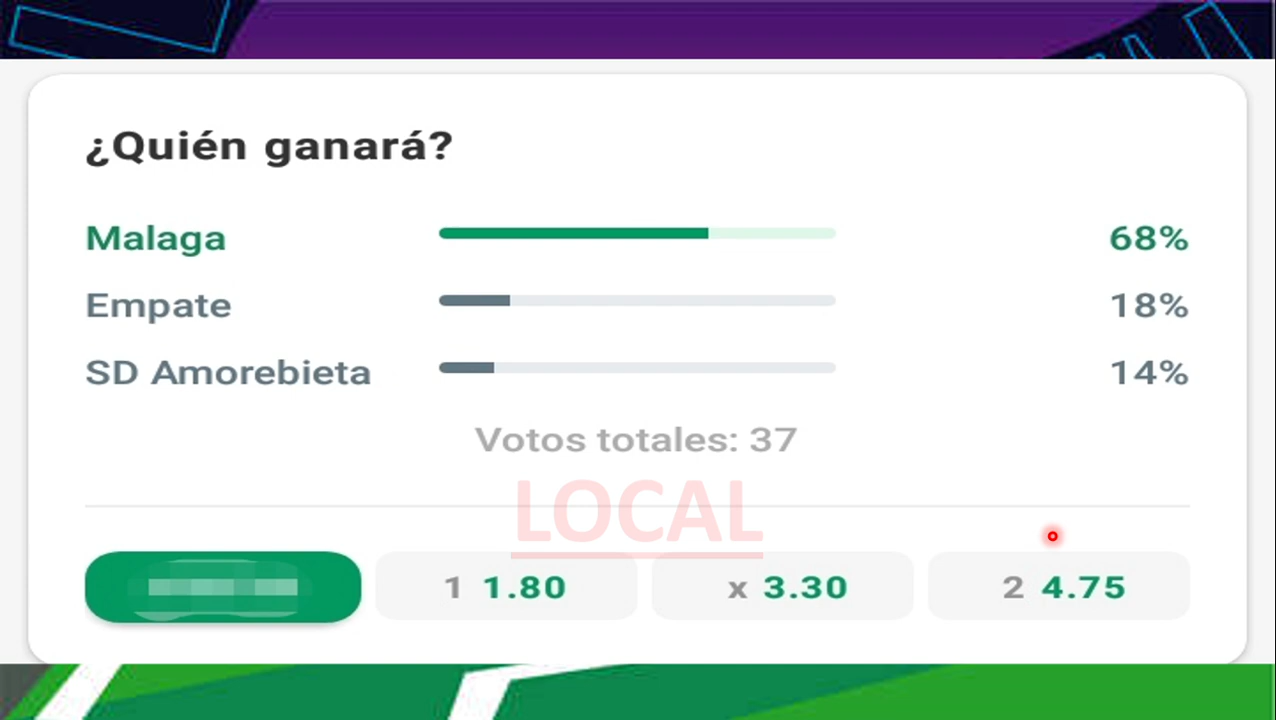 ¿Quién ganará?
Malaga 68%
Empate 18%
SD Amorebieta 14%
Votos totales: 37
LOCAL
1 1.80 x 3.30 2 4.75